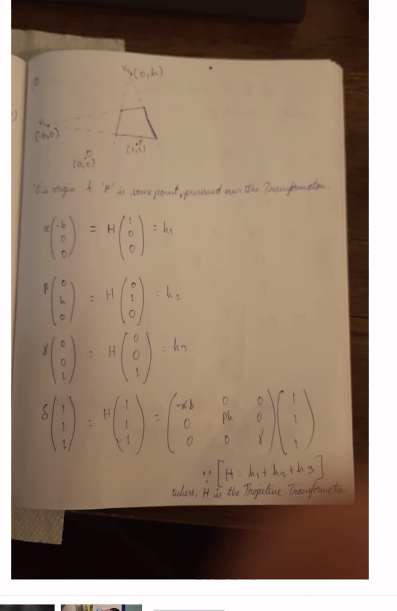 (0, h)
(-b, 0)
O
(0,0)
(1,1)
'O' is origin & 'P' is some point, preserved over the Transformation.
α(-b 0 0) = H(1 0 0) = h1
β(0 h 0) = H(0 1 0) = h2
γ(0 0 1) = H(0 0 1) = h3
δ(1 1 1) = H(1 1 1) = (-αb 0 0 0 βh 0 0 0 γ)(1 1 1)
∵ [H = h1 + h2 + h3]
where, H is the Projective Transformation